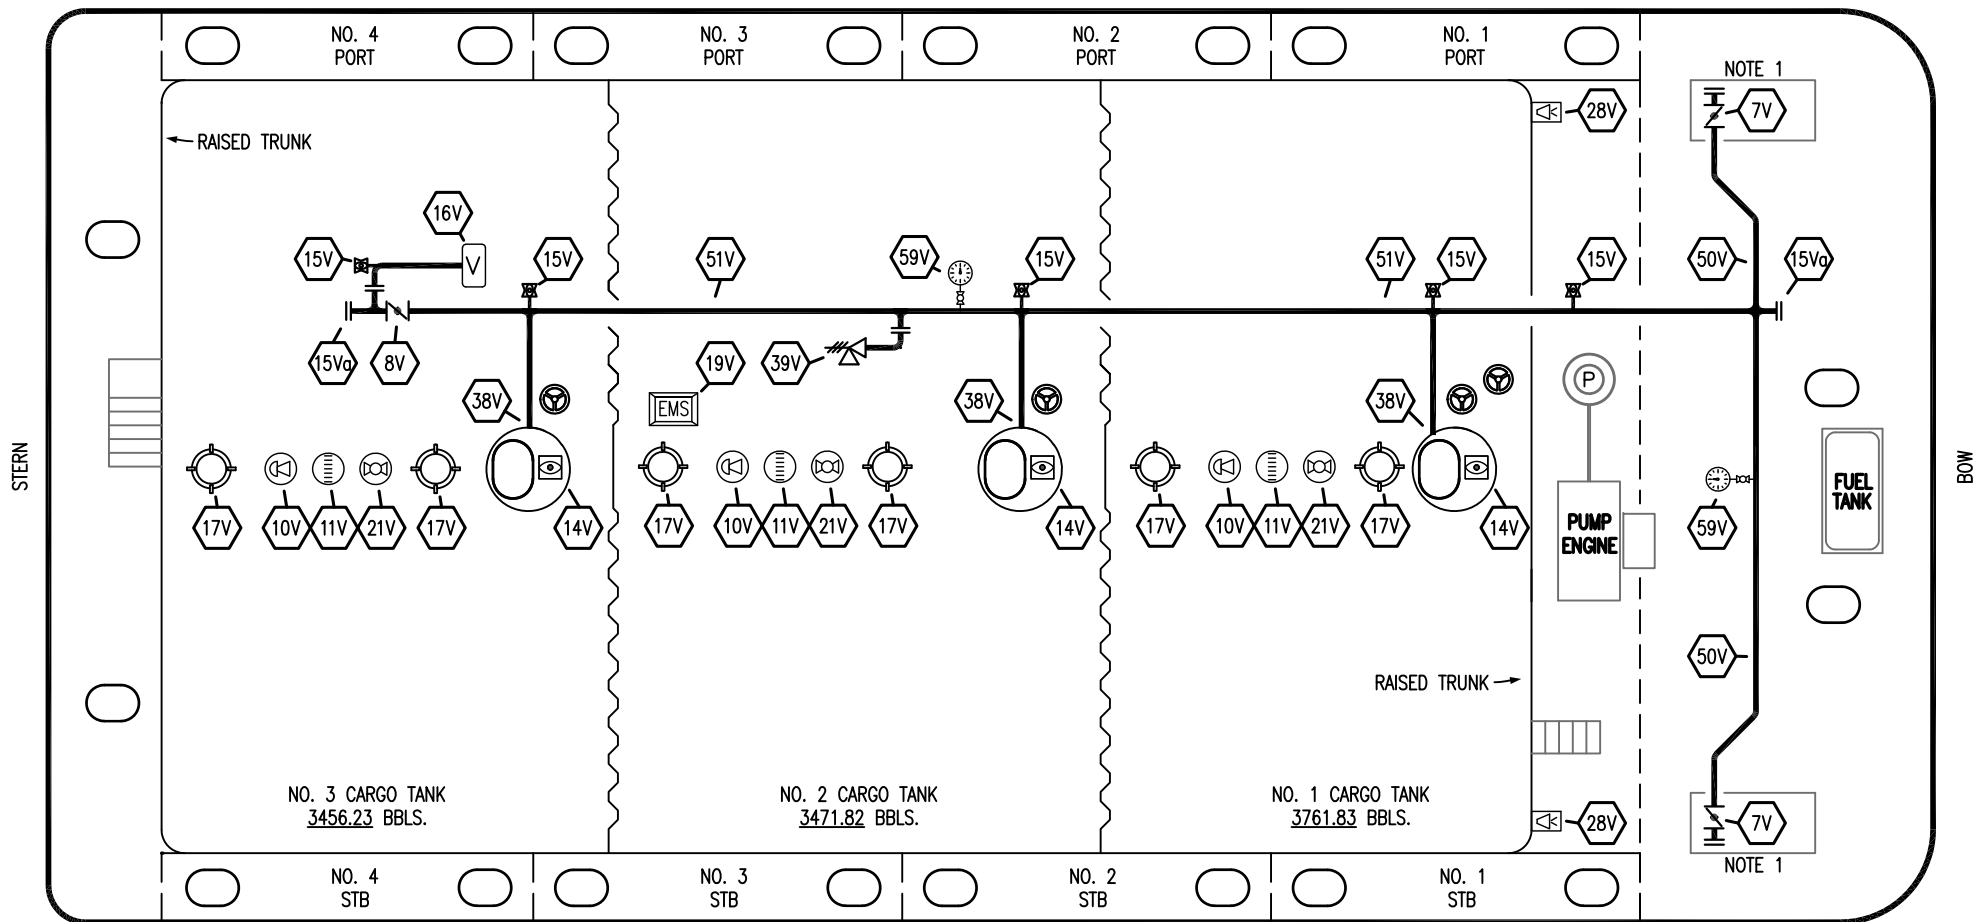 NO. 4
PORT
NO. 3
PORT
NO. 2
PORT
NO. 1
PORT
NOTE 1
7V
28V
RAISED TRUNK
16V
15V
15V
51V
59V
15V
51V
15V
15V
50V
15Va
V
15Va
8V
19V
39V
38V
EMS
38V
38V
P
STERN
BOW
FUEL
TANK
PUMP
ENGINE
17V
10V
11V
21V
17V
14V
17V
10V
11V
21V
17V
14V
17V
10V
11V
21V
17V
14V
59V
50V
RAISED TRUNK
NO. 3 CARGO TANK
3456.23 BBLS.
NO. 2 CARGO TANK
3471.82 BBLS.
NO. 1 CARGO TANK
3761.83 BBLS.
28V
7V
NOTE 1
NO. 4
STB
NO. 3
STB
NO. 2
STB
NO. 1
STB